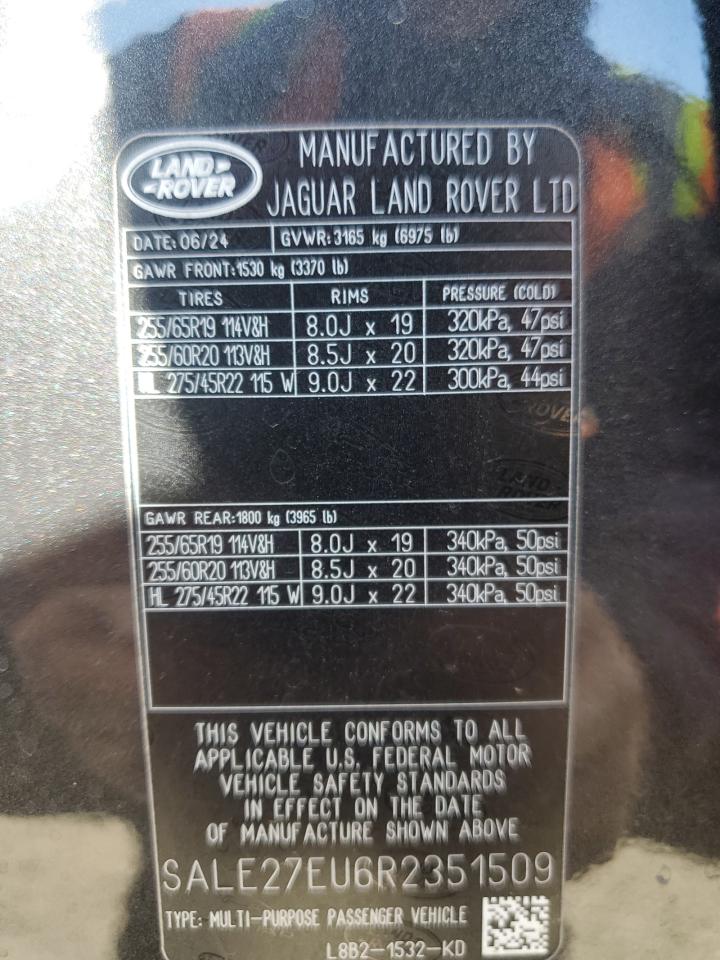 LAND ROVER
MANUFACTURED BY
JAGUAR LAND ROVER LTD
DATE: 06/24 GVWR: 3165 kg (6975 lb)
GAWR FRONT: 1530 kg (3370 lb)
TIRES RIMS PRESSURE (COLD)
255/65R19 114V&H 8.0J x 19 320kPa, 47psi
255/60R20 113V&H 8.5J x 20 320kPa, 47psi
HL 275/45R22 115 W 9.0J x 22 300kPa, 44psi
GAWR REAR: 1800 kg (3965 lb)
255/65R19 114V&H 8.0J x 19 340kPa, 50psi
255/60R20 113V&H 8.5J x 20 340kPa, 50psi
HL 275/45R22 115 W 9.0J x 22 340kPa, 50psi
THIS VEHICLE CONFORMS TO ALL
APPLICABLE U.S. FEDERAL MOTOR
VEHICLE SAFETY STANDARDS
IN EFFECT ON THE DATE
OF MANUFACTURE SHOWN ABOVE
SALE27EU6R2351509
TYPE: MULTI-PURPOSE PASSENGER VEHICLE
L8B2-1532-KD